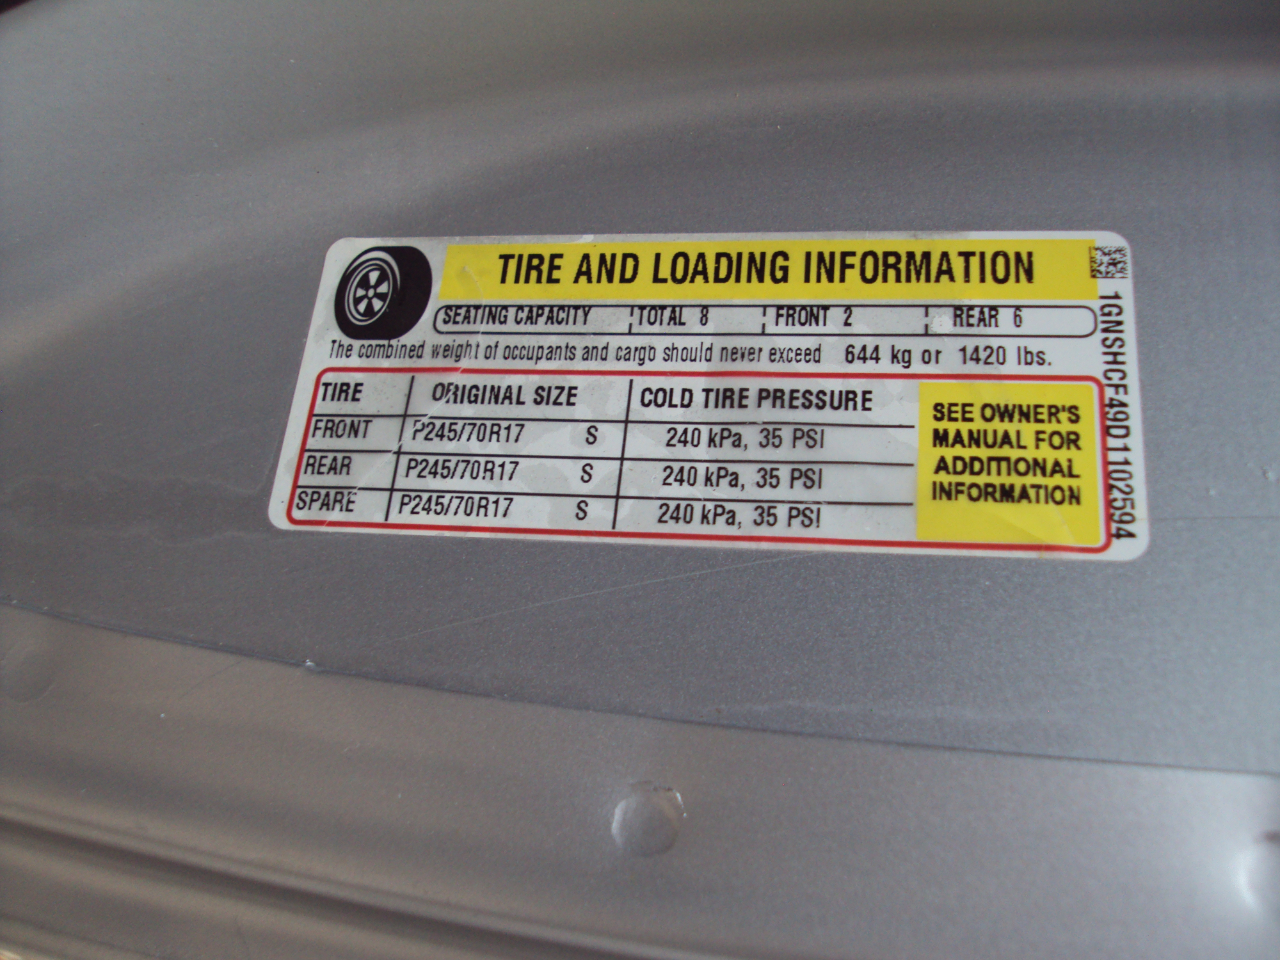 TIRE AND LOADING INFORMATION
SEATING CAPACITY TOTAL 8 FRONT 2 REAR 6
The combined weight of occupants and cargo should never exceed 644 kg or 1420 lbs.
TIRE ORIGINAL SIZE COLD TIRE PRESSURE
FRONT P245/70R17 S 240 kPa, 35 PSI
REAR P245/70R17 S 240 kPa, 35 PSI
SPARE P245/70R17 S 240 kPa, 35 PSI
SEE OWNER'S
MANUAL FOR
ADDITIONAL
INFORMATION
1GNSHCF49D1102594